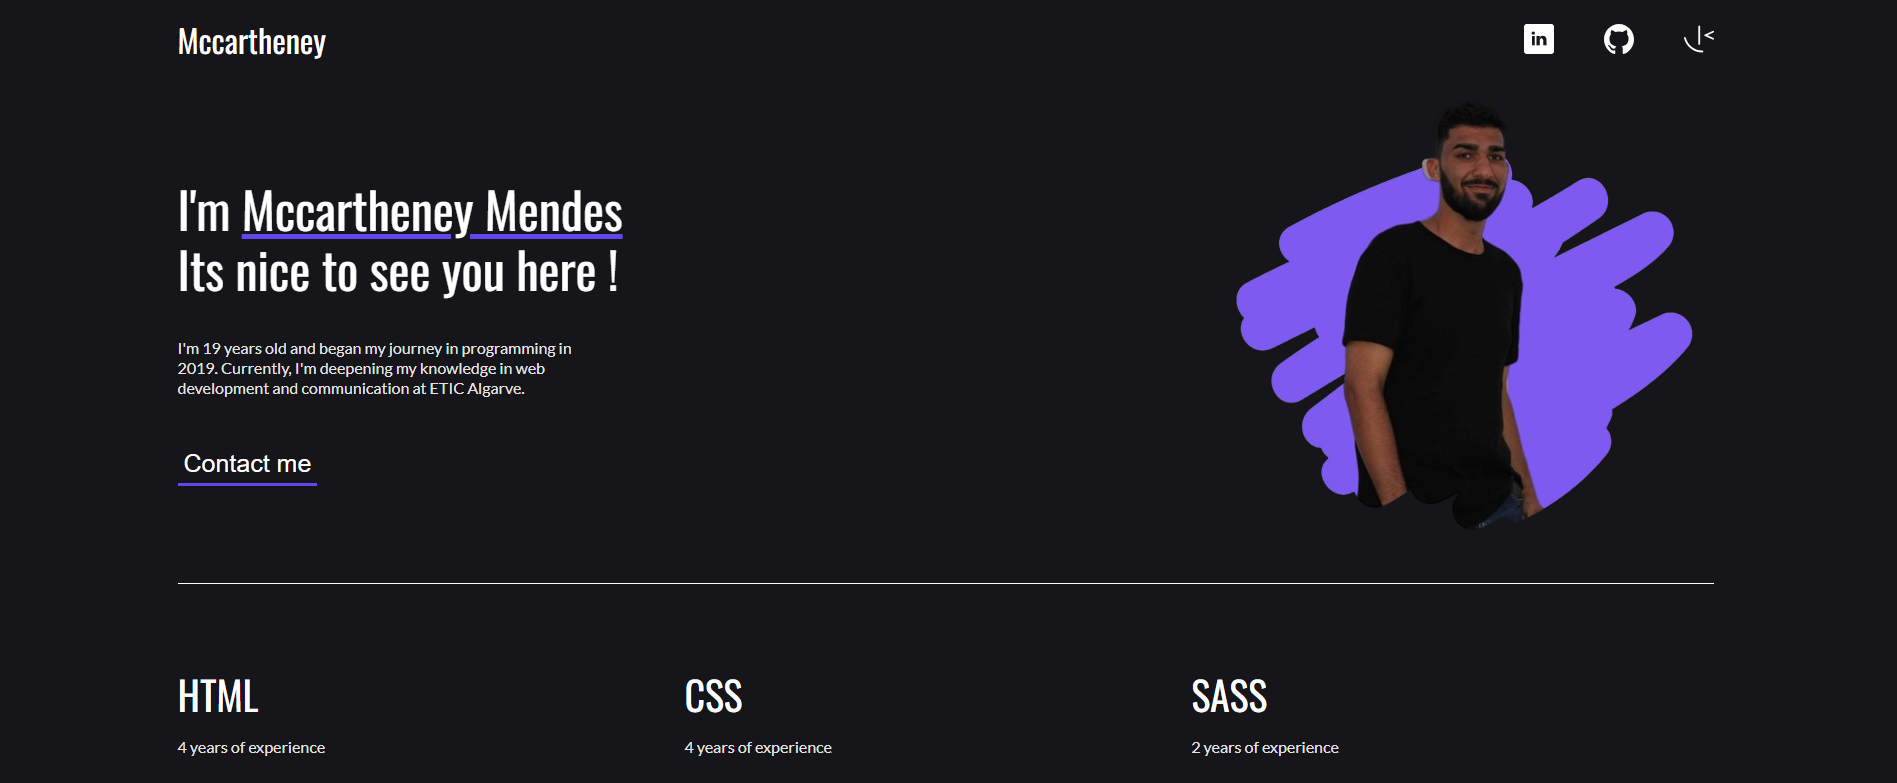 Mccartheney
in
I'm Mccartheney Mendes
Its nice to see you here !
I'm 19 years old and began my journey in programming in
2019. Currently, I'm deepening my knowledge in web
development and communication at ETIC Algarve.
Contact me
HTML
CSS
SASS
4 years of experience
4 years of experience
2 years of experience